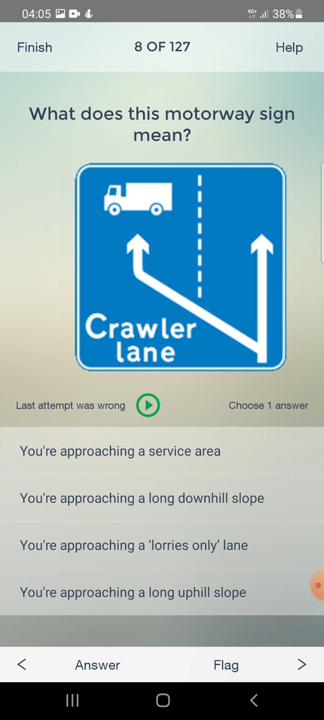 04:05 4G+ 38%
Finish 8 OF 127 Help
What does this motorway sign
mean?
Crawler
lane
Last attempt was wrong Choose 1 answer
You're approaching a service area
You're approaching a long downhill slope
You're approaching a ‘lorries only’ lane
You're approaching a long uphill slope
< Answer Flag >